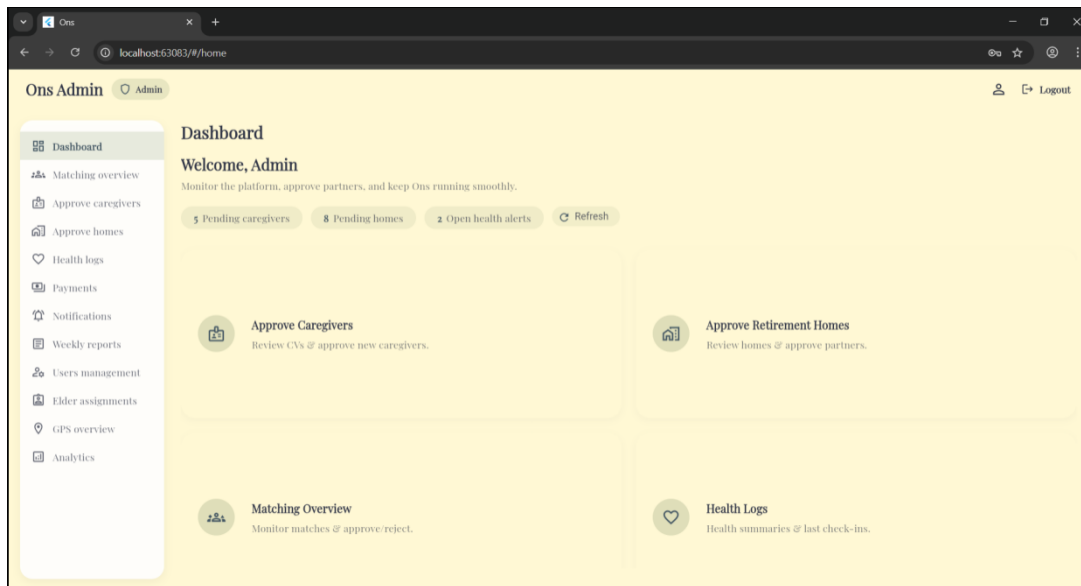 Ons
localhost:63083/#/home
Ons Admin
Admin
Logout
Dashboard
Matching overview
Approve caregivers
Approve homes
Health logs
Payments
Notifications
Weekly reports
Users management
Elder assignments
GPS overview
Analytics
Dashboard
Welcome, Admin
Monitor the platform, approve partners, and keep Ons running smoothly.
5 Pending caregivers
8 Pending homes
2 Open health alerts
Refresh
Approve Caregivers
Review CVs & approve new caregivers.
Approve Retirement Homes
Review homes & approve partners.
Matching Overview
Monitor matches & approve/reject.
Health Logs
Health summaries & last check-ins.